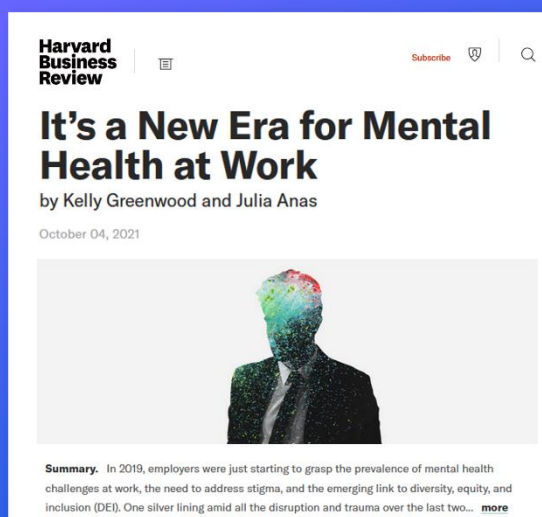 Harvard
Business
Review
Subscribe
It's a New Era for Mental
Health at Work
by Kelly Greenwood and Julia Anas
October 04, 2021
Summary. In 2019, employers were just starting to grasp the prevalence of mental health
challenges at work, the need to address stigma, and the emerging link to diversity, equity, and
inclusion (DEI). One silver lining amid all the disruption and trauma over the last two... more